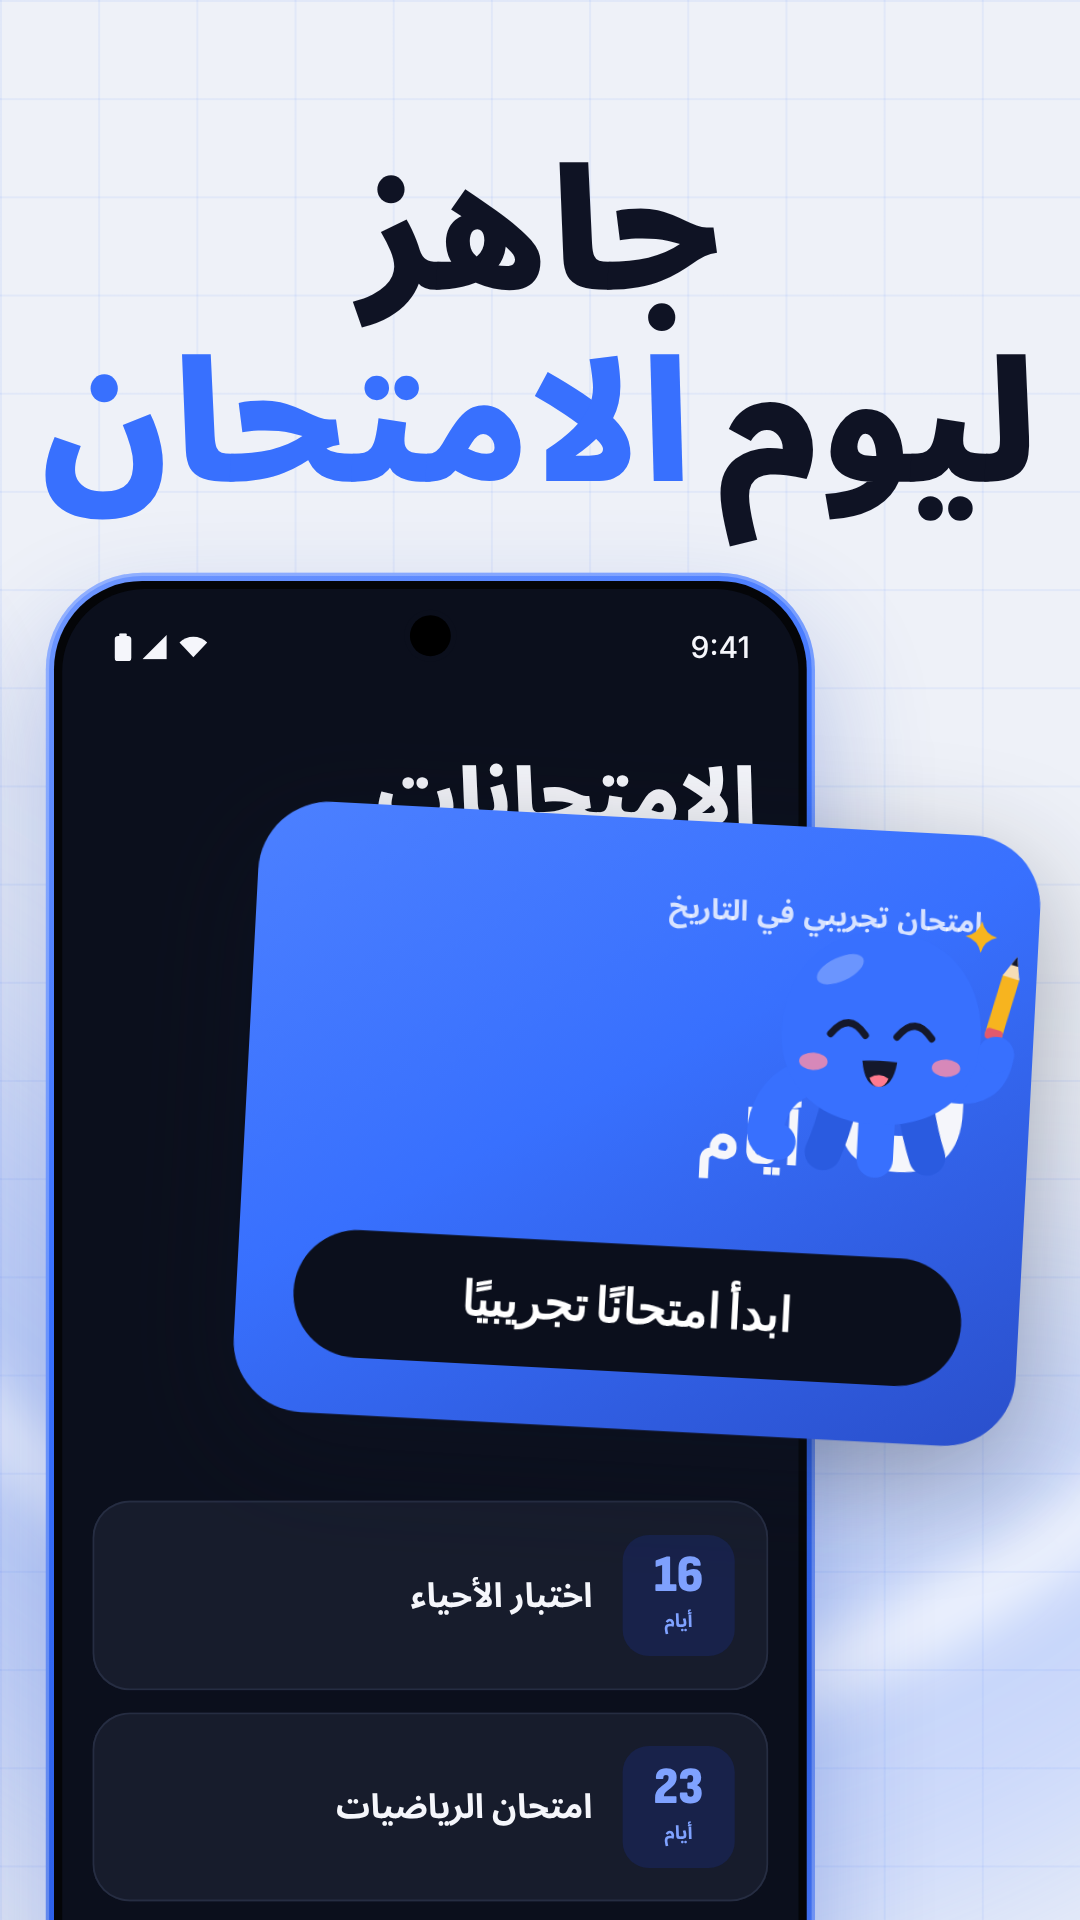 جاهز
ليوم الامتحان
9:41
الامتحانات
امتحان تجريبي في التاريخ
أيام
ابدأ امتحانًا تجريبيًا
16
أيام
اختبار الأحياء
23
أيام
امتحان الرياضيات